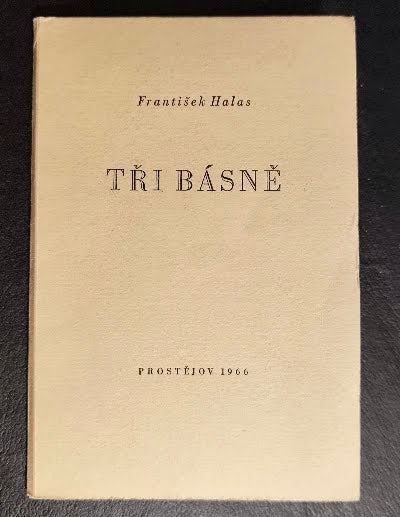 František Halas
TŘI BÁSNĚ
PROSTĚJOV 1966